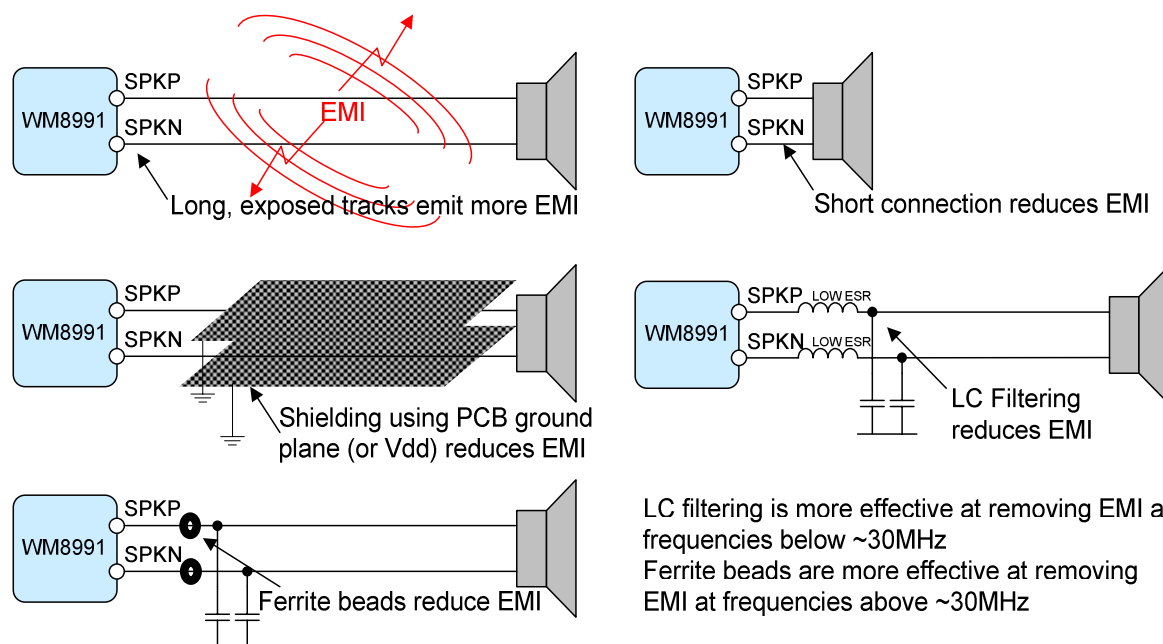 SPKP
WM8991
EMI
SPKN
Long, exposed tracks emit more EMI
SPKP
WM8991
SPKN
Short connection reduces EMI
SPKP
WM8991
SPKN
Shielding using PCB ground
plane (or Vdd) reduces EMI
SPKP LOW ESR
WM8991
SPKN LOW ESR
LC Filtering
reduces EMI
SPKP
WM8991
SPKN
Ferrite beads reduce EMI
LC filtering is more effective at removing EMI a
frequencies below ~30MHz
Ferrite beads are more effective at removing
EMI at frequencies above ~30MHz